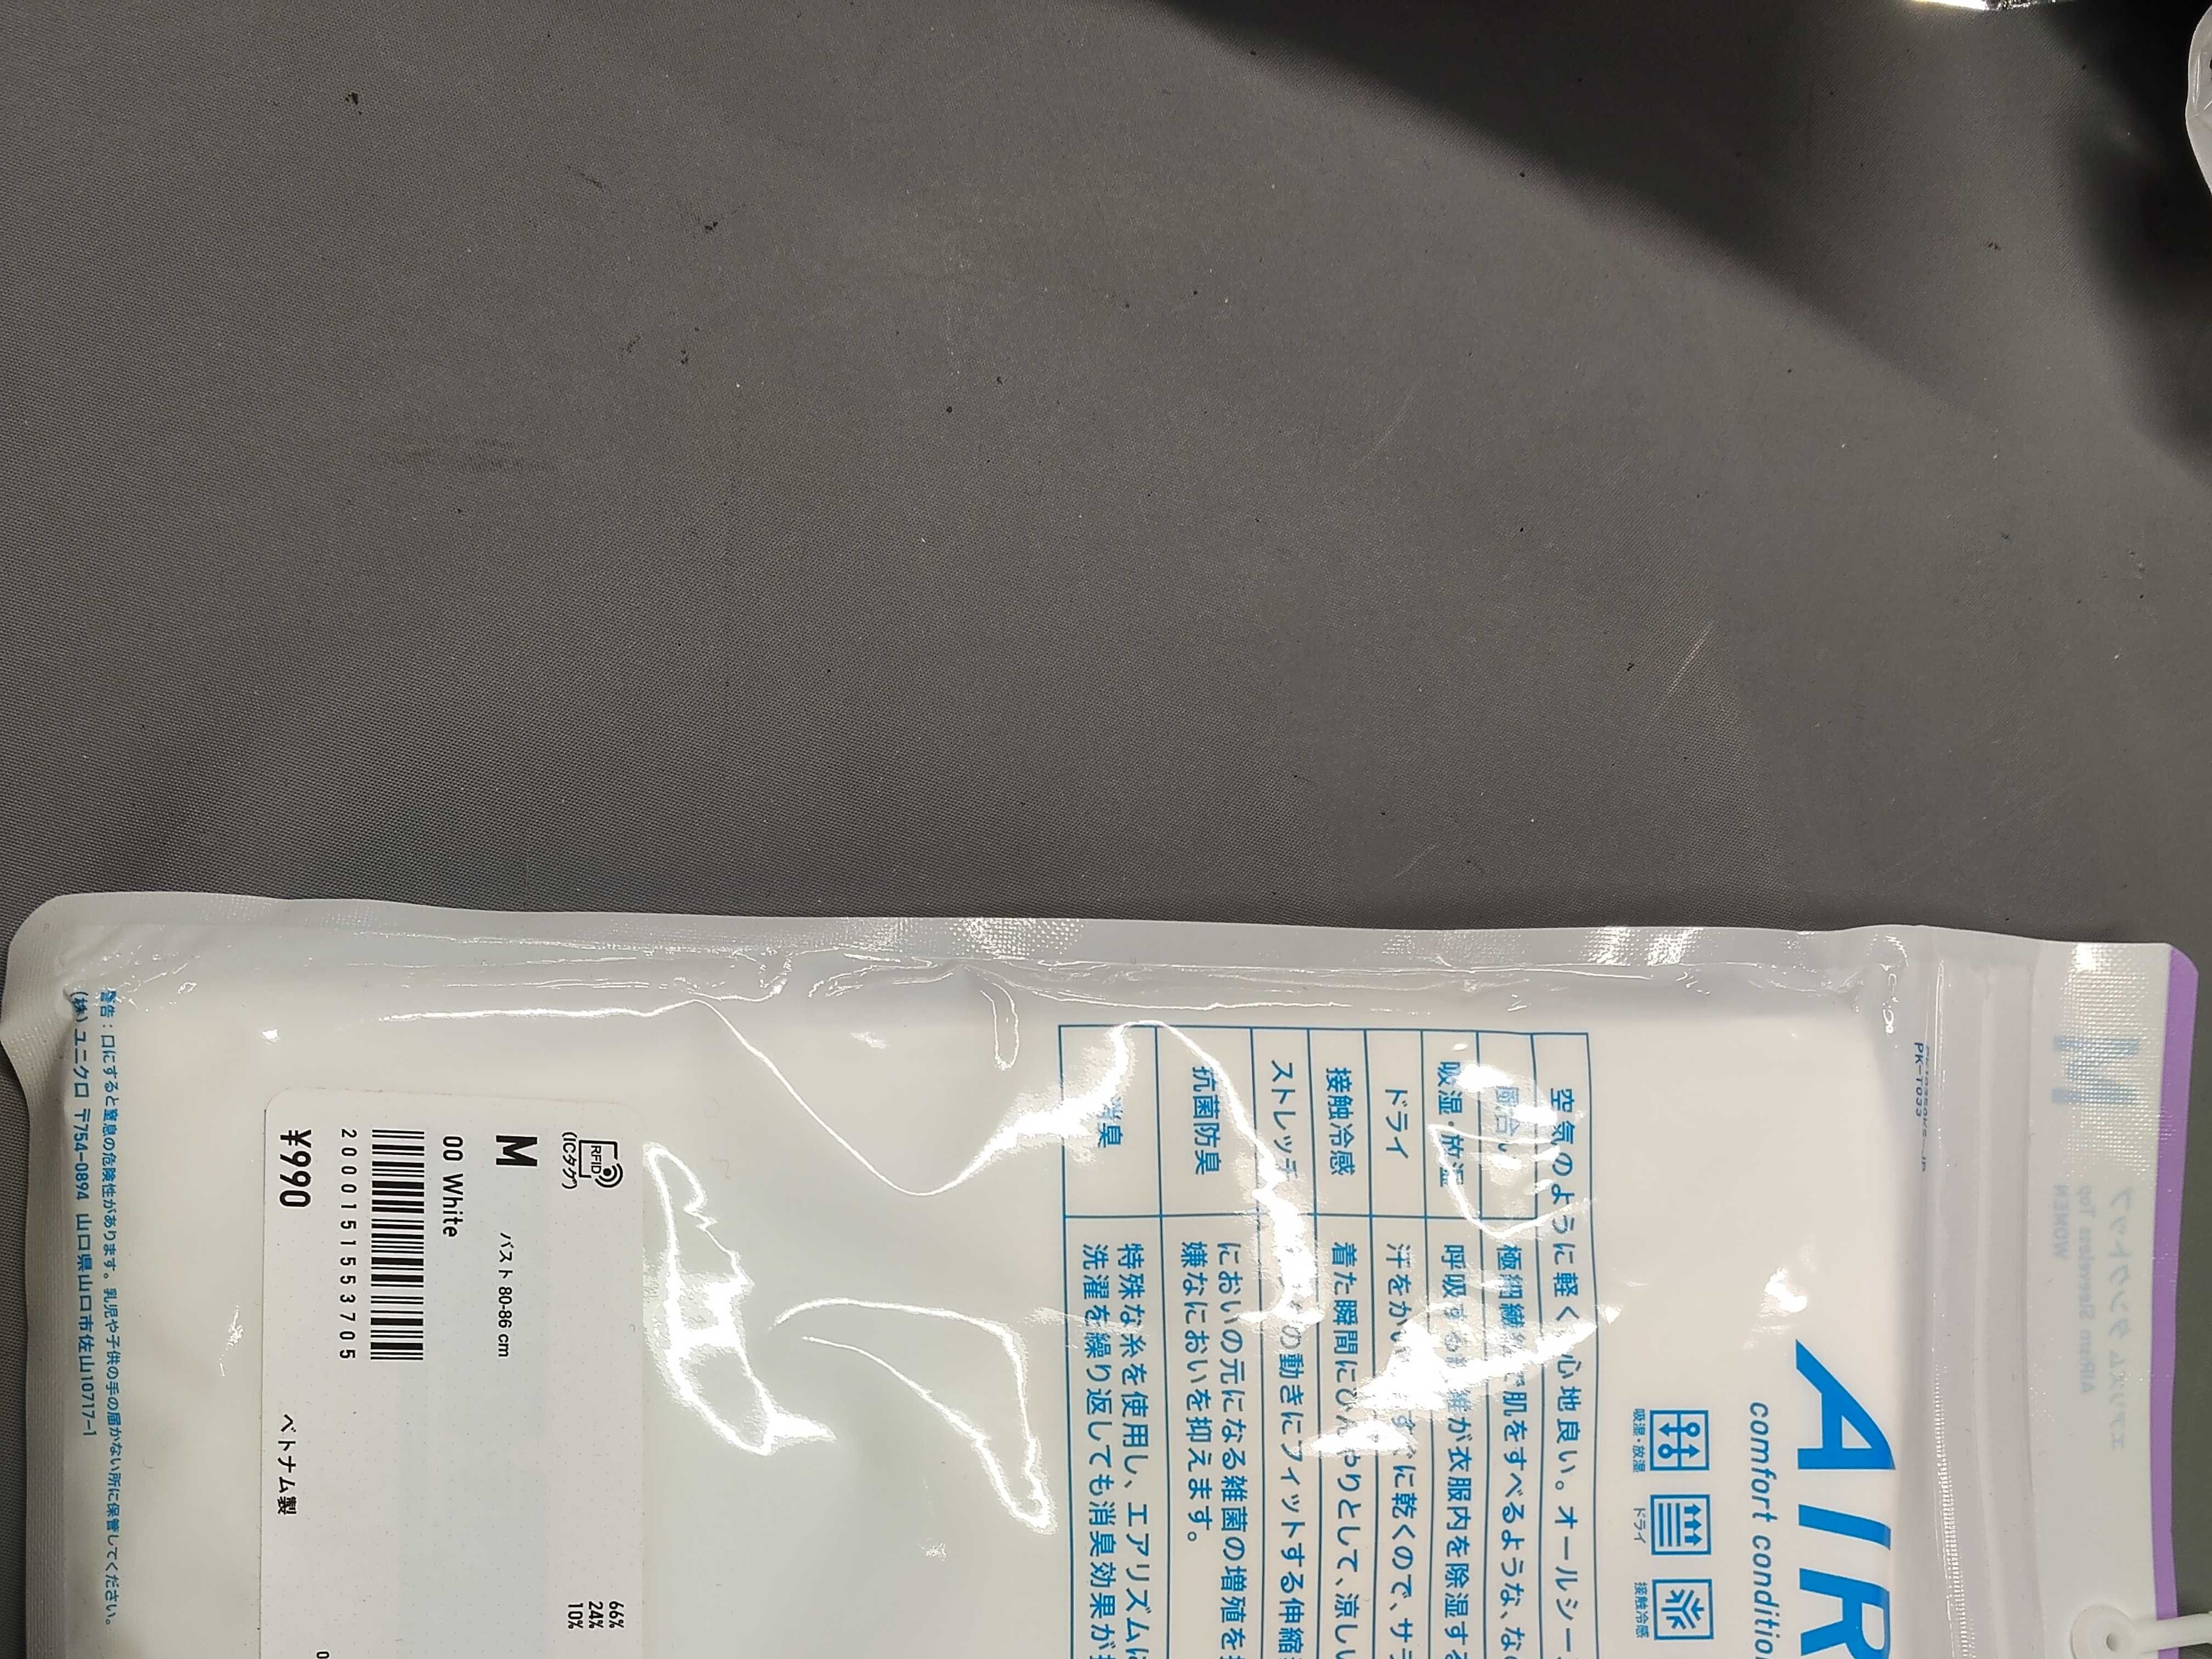 AIR
comfort conditio
吸湿・放湿
ドライ
接触冷感
空気のように軽く 心地良い。オールシー
風合い
極細繊 で肌をすべるような、な
吸湿・放湿
呼吸す が衣服内を除湿する
ドライ
汗をか すぐに乾くので、サラ
接触冷感
着た瞬間にひんやりとして、涼しい
ストレッチ
の動きにフィットする伸縮
抗菌防臭
においの元になる雑菌の増殖を
嫌なにおいを抑えます。
消臭
特殊な糸を使用し、エアリズムに
洗濯を繰り返しても消臭効果が
RFID
(ICタグ)
66%
24%
10%
M
バスト 80-86 cm
00 White
2000151553705
¥990
ベトナム製
警告：口にすると窒息の危険性があります。乳児や子供の手の届かない所に保管してください。
(株)ユニクロ 〒754-0894 山口県山口市佐山10717-1